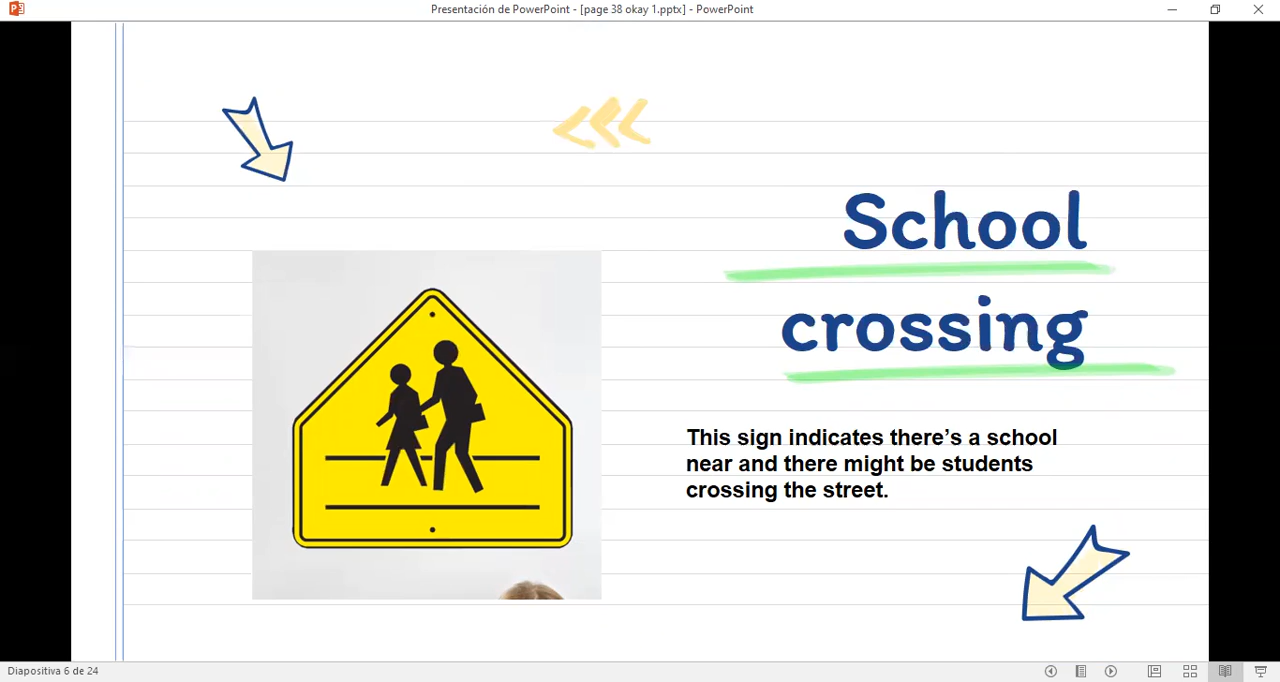 Presentación de PowerPoint - [page 38 okay 1.pptx] - PowerPoint
School
crossing
This sign indicates there’s a school
near and there might be students
crossing the street.
Diapositiva 6 de 24